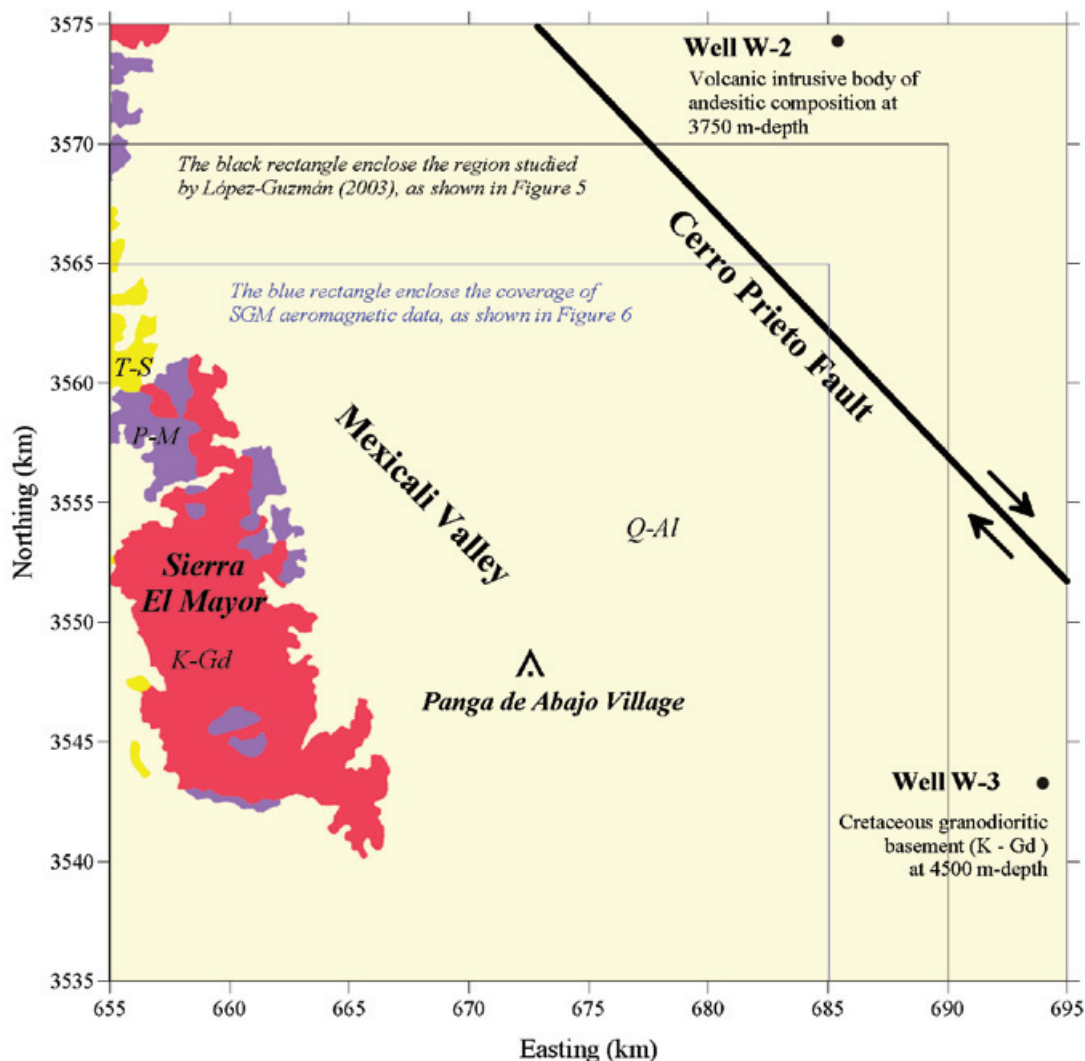 3575
3570
3565
3560
3555
3550
3545
3540
3535
Northing (km)
Well W-2
Volcanic intrusive body of
andesitic composition at
3750 m-depth
The black rectangle enclose the region studied
by López-Guzmán (2003), as shown in Figure 5
The blue rectangle enclose the coverage of
SGM aeromagnetic data, as shown in Figure 6
Cerro Prieto Fault
T-S
P-M
Mexicali Valley
Q-Al
Sierra
El Mayor
K-Gd
Panga de Abajo Village
Well W-3
Cretaceous granodioritic
basement (K - Gd )
at 4500 m-depth
655
660
665
670
675
680
685
690
695
Easting (km)